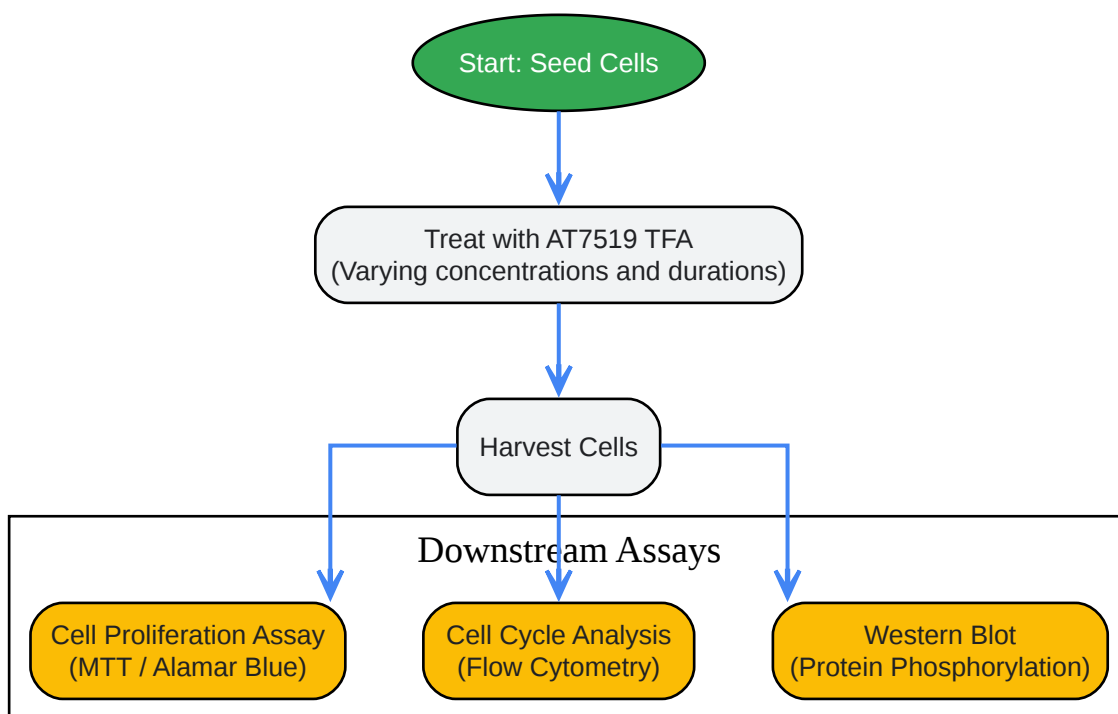 Start: Seed Cells
Treat with AT7519 TFA
(Varying concentrations and durations)
Harvest Cells
Downstream Assays
Cell Proliferation Assay
(MTT / Alamar Blue)
Cell Cycle Analysis
(Flow Cytometry)
Western Blot
(Protein Phosphorylation)